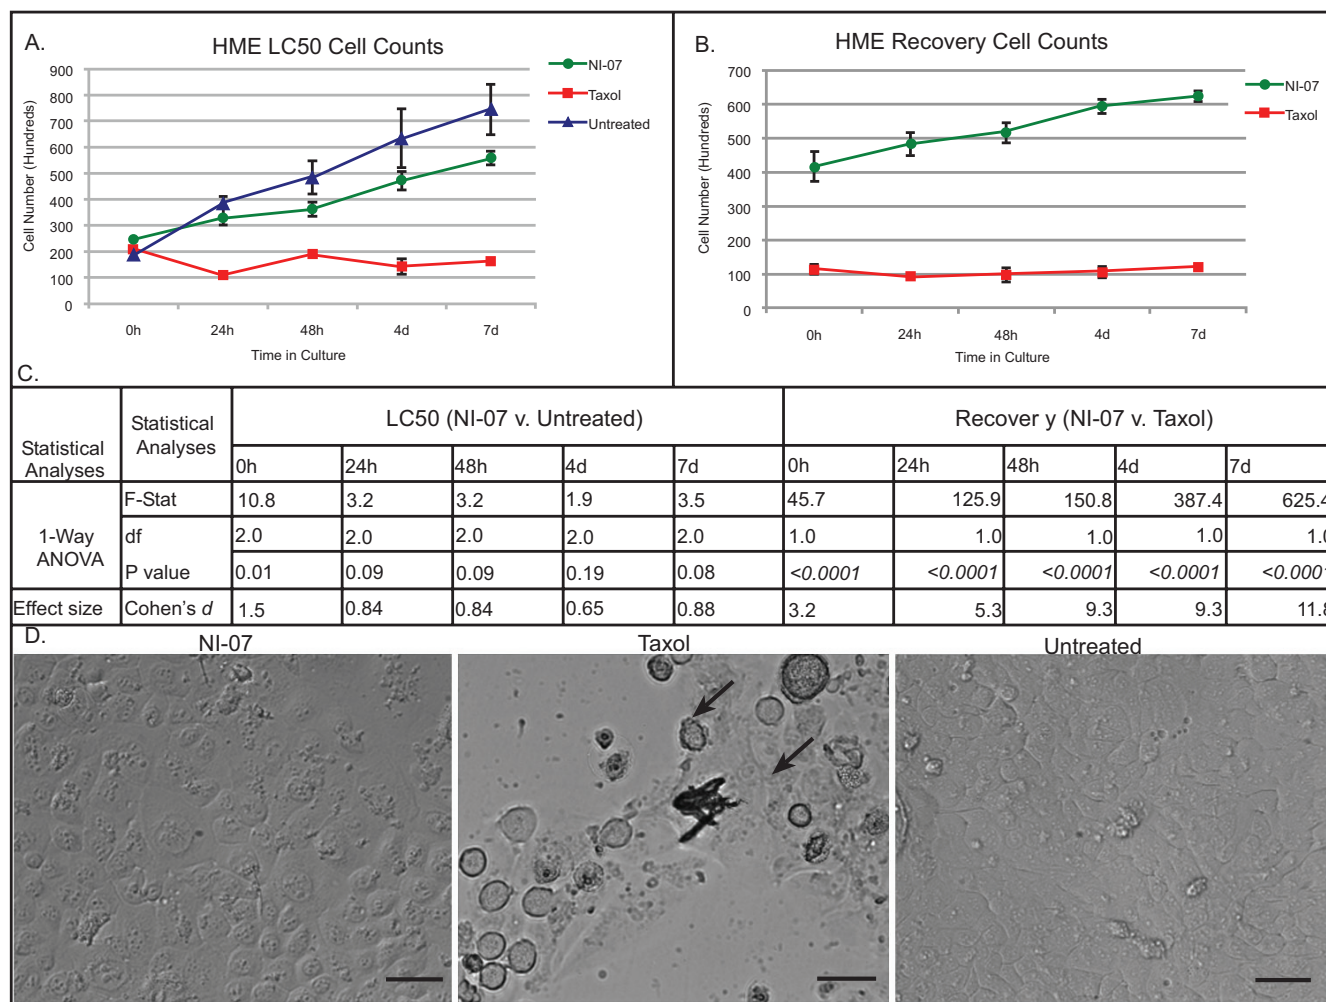 A.
HME LC50 Cell Counts
900
800
700
600
500
400
300
200
100
0
Cell Number (Hundreds)
0h 24h 48h 4d 7d
Time in Culture
NI-07
Taxol
Untreated
B.
HME Recovery Cell Counts
700
600
500
400
300
200
100
0
Cell Number (Hundreds)
0h 24h 48h 4d 7d
Time in Culture
NI-07
Taxol
C.
Statistical Analyses Statistical Analyses LC50 (NI-07 v. Untreated) Recover y (NI-07 v. Taxol)
0h 24h 48h 4d 7d 0h 24h 48h 4d 7d
1-Way ANOVA
F-Stat 10.8 3.2 3.2 1.9 3.5 45.7 125.9 150.8 387.4 625.4
df 2.0 2.0 2.0 2.0 2.0 1.0 1.0 1.0 1.0 1.0
P value 0.01 0.09 0.09 0.19 0.08 <0.0001 <0.0001 <0.0001 <0.0001 <0.0001
Effect size Cohen's d 1.5 0.84 0.84 0.65 0.88 3.2 5.3 9.3 9.3 11.8
D.
NI-07 Taxol Untreated